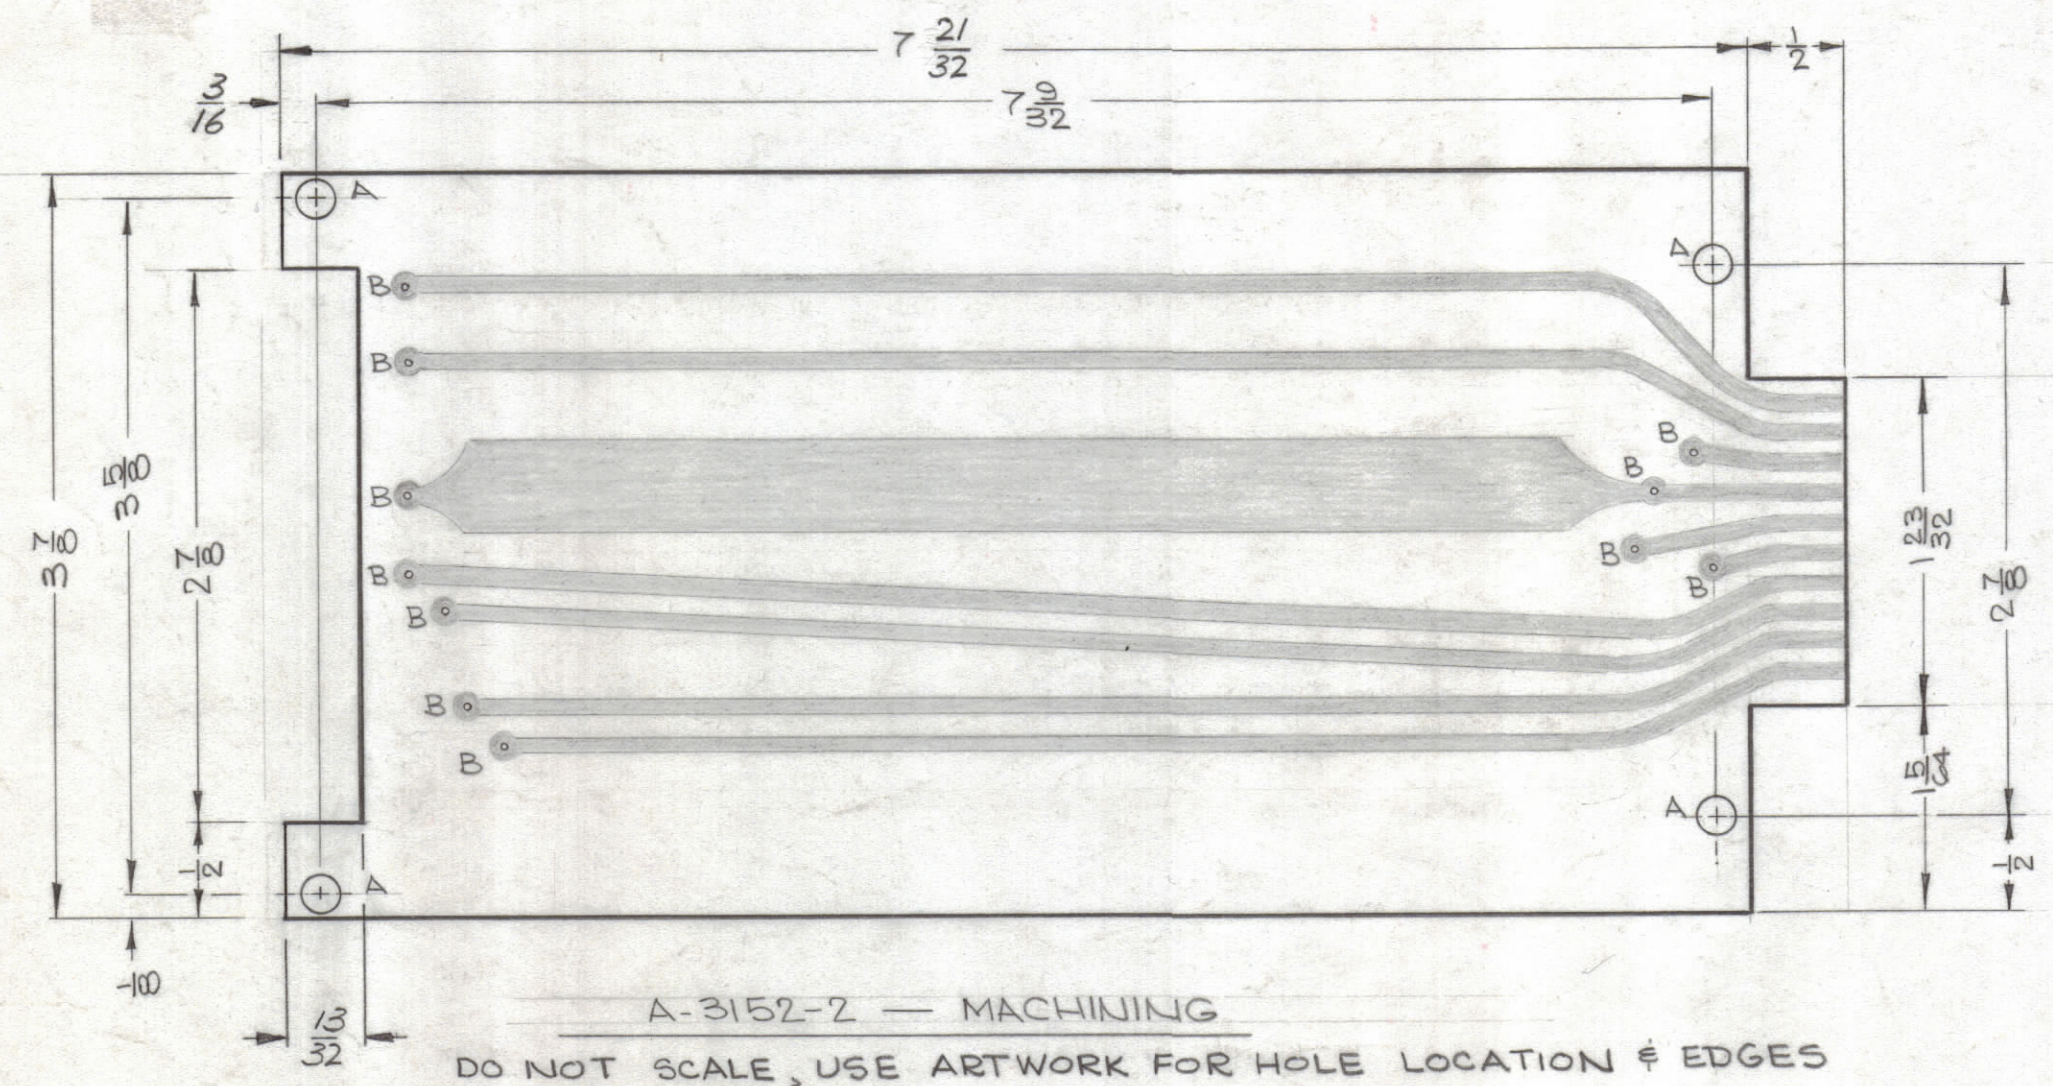 7 21/32
1/2
3/16
7 9/32
A
A
B
B
B
B
B
B
B
B
B
B
B
A
A
3 7/8
3 5/8
2 7/8
1/2
1/8
13/32
1 23/32
2 7/8
1 5/64
1/2
A-3152-2 — MACHINING
DO NOT SCALE, USE ARTWORK FOR HOLE LOCATION & EDGES